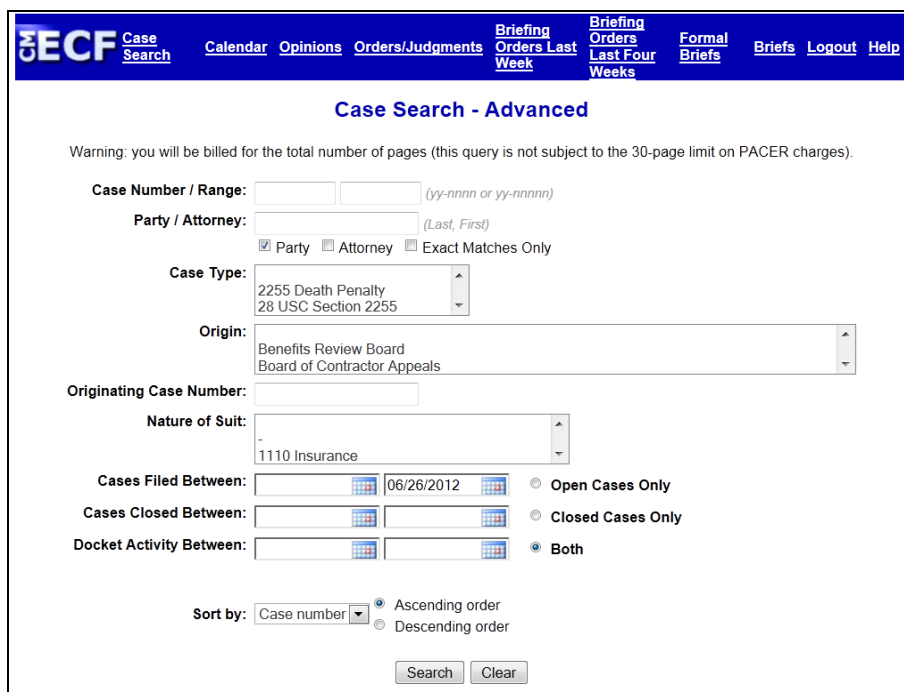 CM ECF Case Search Calendar Opinions Orders/Judgments Briefing Orders Last Week Briefing Orders Last Four Weeks Formal Briefs Briefs Logout Help
Case Search - Advanced
Warning: you will be billed for the total number of pages (this query is not subject to the 30-page limit on PACER charges).
Case Number / Range: (yy-nnnn or yy-nnnnn)
Party / Attorney: (Last, First)
Party Attorney Exact Matches Only
Case Type:
2255 Death Penalty
28 USC Section 2255
Origin:
Benefits Review Board
Board of Contractor Appeals
Originating Case Number:
Nature of Suit:
-
1110 Insurance
Cases Filed Between: 06/26/2012 Open Cases Only
Cases Closed Between: Closed Cases Only
Docket Activity Between: Both
Sort by: Case number Ascending order
Descending order
Search Clear